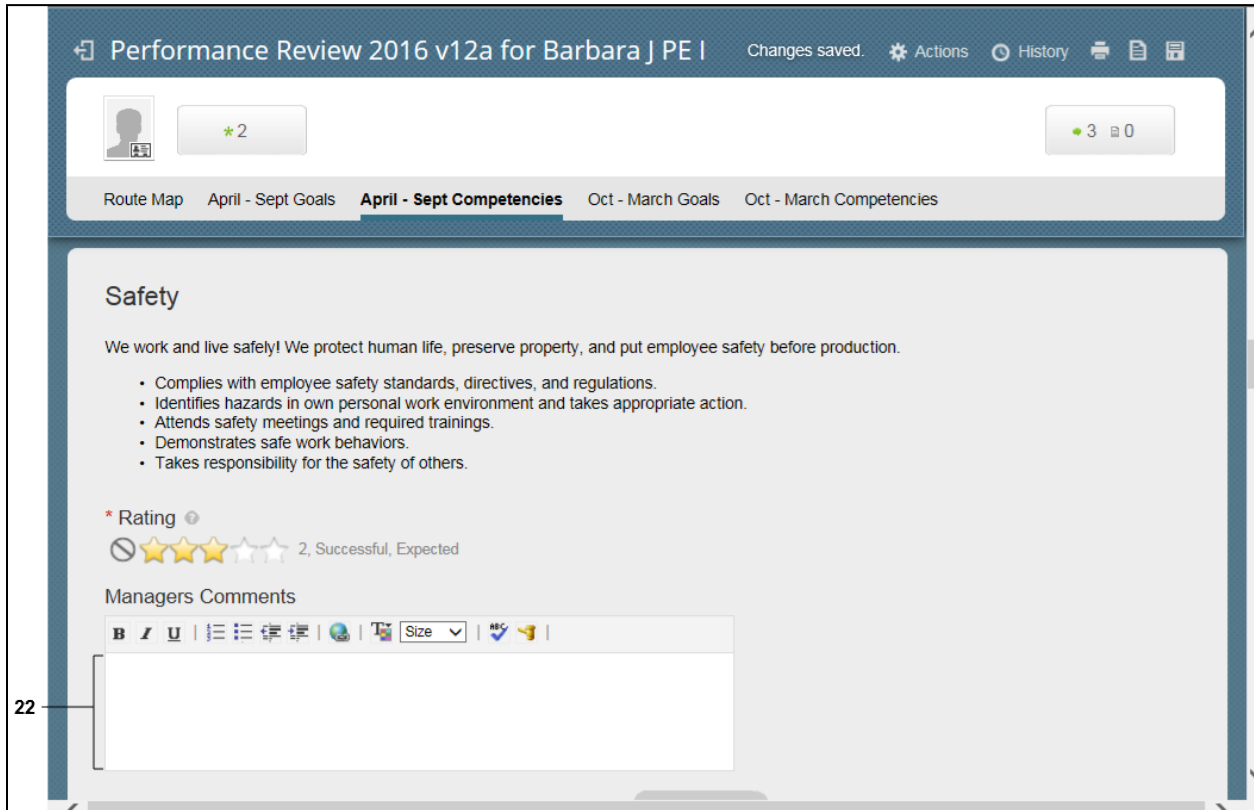 Performance Review 2016 v12a for Barbara J PE I Changes saved. Actions History
*2 3 0
Route Map April - Sept Goals April - Sept Competencies Oct - March Goals Oct - March Competencies
Safety
We work and live safely! We protect human life, preserve property, and put employee safety before production.
• Complies with employee safety standards, directives, and regulations.
• Identifies hazards in own personal work environment and takes appropriate action.
• Attends safety meetings and required trainings.
• Demonstrates safe work behaviors.
• Takes responsibility for the safety of others.
* Rating ?
2, Successful, Expected
Managers Comments
B I U Size ABC
22